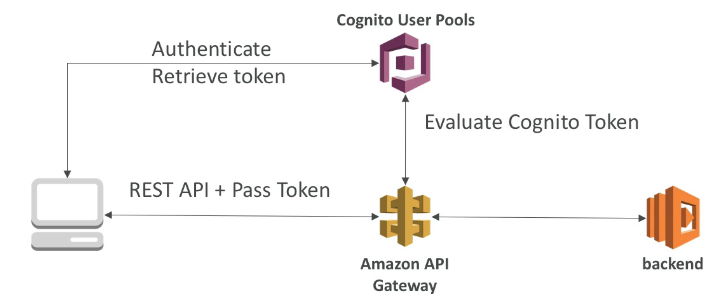 Cognito User Pools
Authenticate
Retrieve token
Evaluate Cognito Token
REST API + Pass Token
Amazon API
Gateway
backend